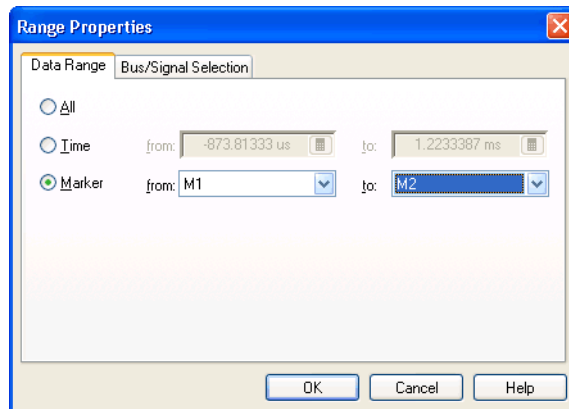 Range Properties
Data Range Bus/Signal Selection
All
Time from: -873.81333 us to: 1.2233387 ms
Marker from: M1 to: M2
OK Cancel Help